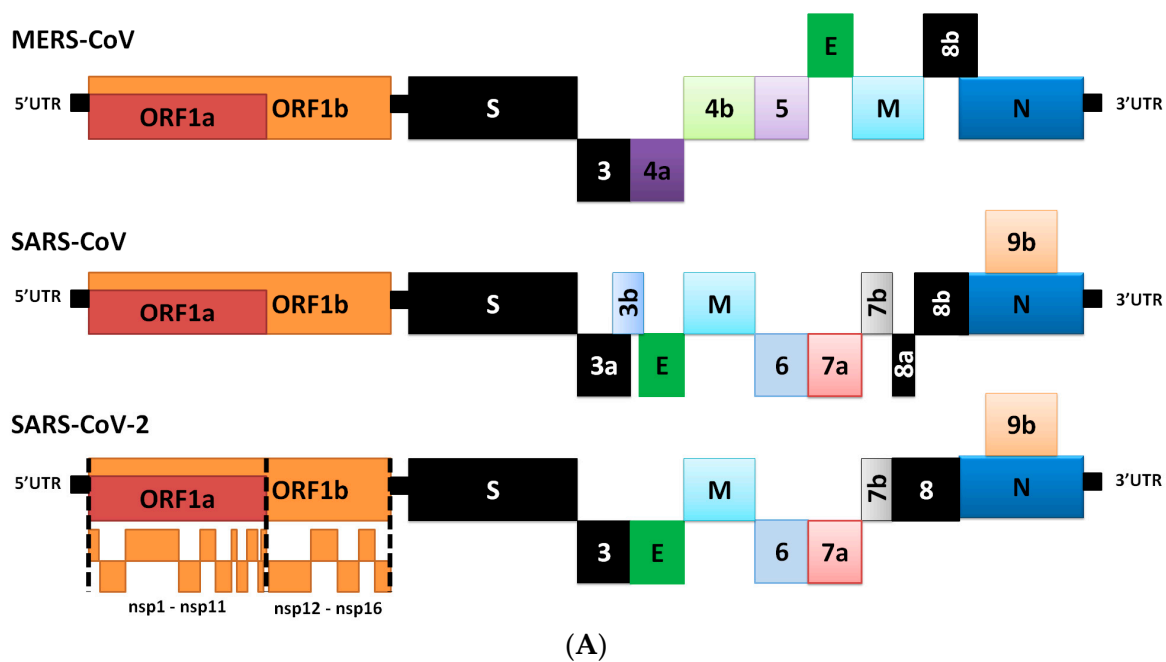 MERS-CoV
E
8b
5’UTR
ORF1a
ORF1b
S
4b
5
M
N
3’UTR
3
4a
SARS-CoV
9b
5’UTR
ORF1a
ORF1b
S
3b
M
7b
8b
N
3’UTR
3a
E
6
7a
8a
SARS-CoV-2
9b
5’UTR
ORF1a
ORF1b
S
M
7b
8
N
3’UTR
3
E
6
7a
nsp1 - nsp11
nsp12 - nsp16
(A)